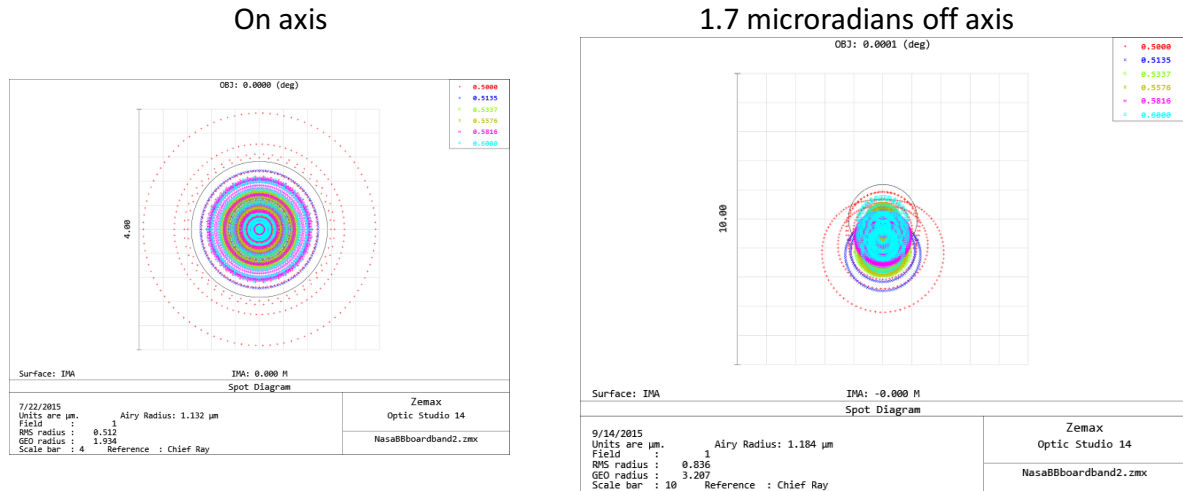 On axis
OBJ: 0.0000 (deg)
0.5000
0.5135
0.5337
0.5576
0.5816
0.6000
4.00
Surface: IMA IMA: 0.000 M
Spot Diagram
7/22/2015
Units are µm. Airy Radius: 1.132 µm
Field : 1
RMS radius : 0.512
GEO radius : 1.934
Scale bar : 4 Reference : Chief Ray
Zemax
Optic Studio 14
NasaBBboardband2.zmx
1.7 microradians off axis
OBJ: 0.0001 (deg)
0.5000
0.5135
0.5337
0.5576
0.5816
0.6000
10.00
Surface: IMA IMA: -0.000 M
Spot Diagram
9/14/2015
Units are µm. Airy Radius: 1.184 µm
Field : 1
RMS radius : 0.836
GEO radius : 3.207
Scale bar : 10 Reference : Chief Ray
Zemax
Optic Studio 14
NasaBBboardband2.zmx